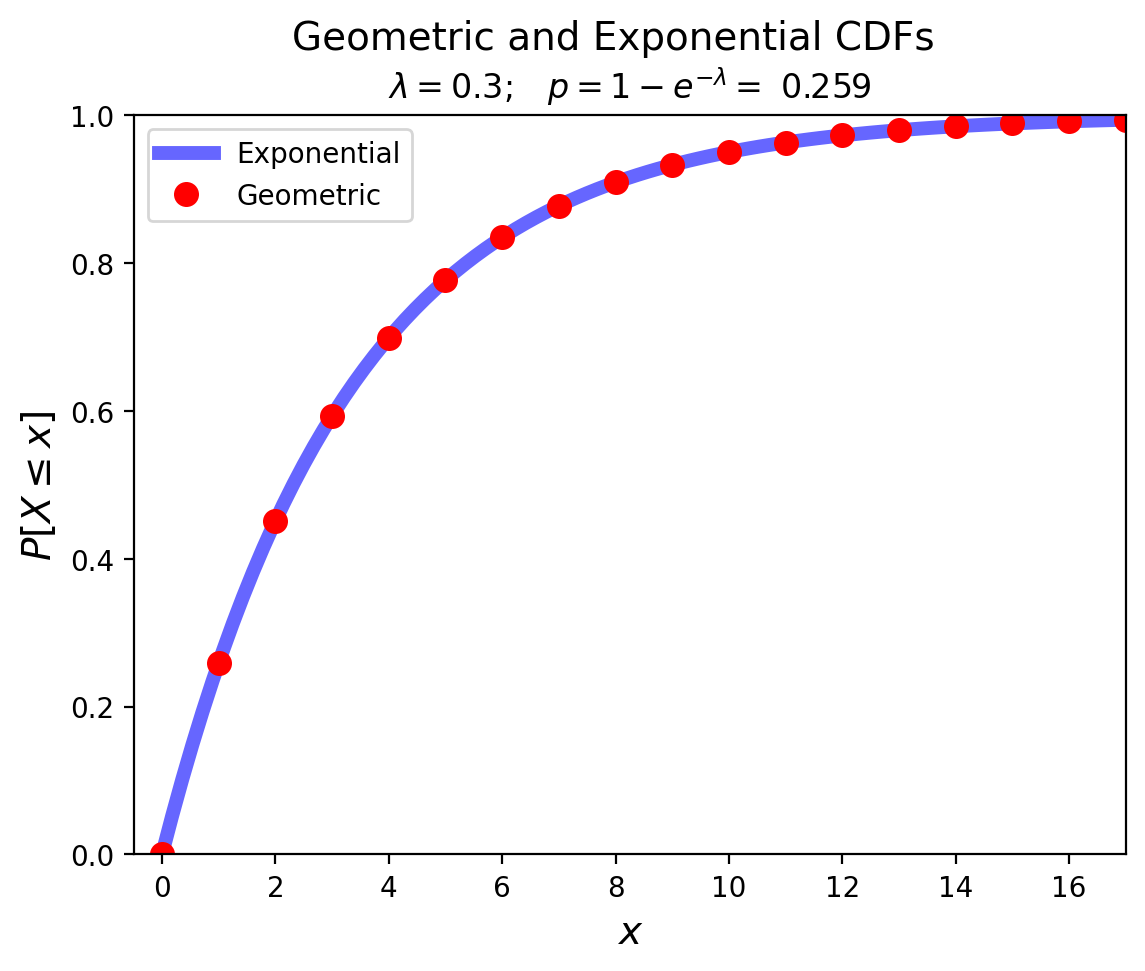 Geometric and Exponential CDFs
λ = 0.3;   p = 1 − e^{−λ} = 0.259
Exponential
Geometric
P[X ≤ x]
1.0
0.8
0.6
0.4
0.2
0.0
0 2 4 6 8 10 12 14 16
x